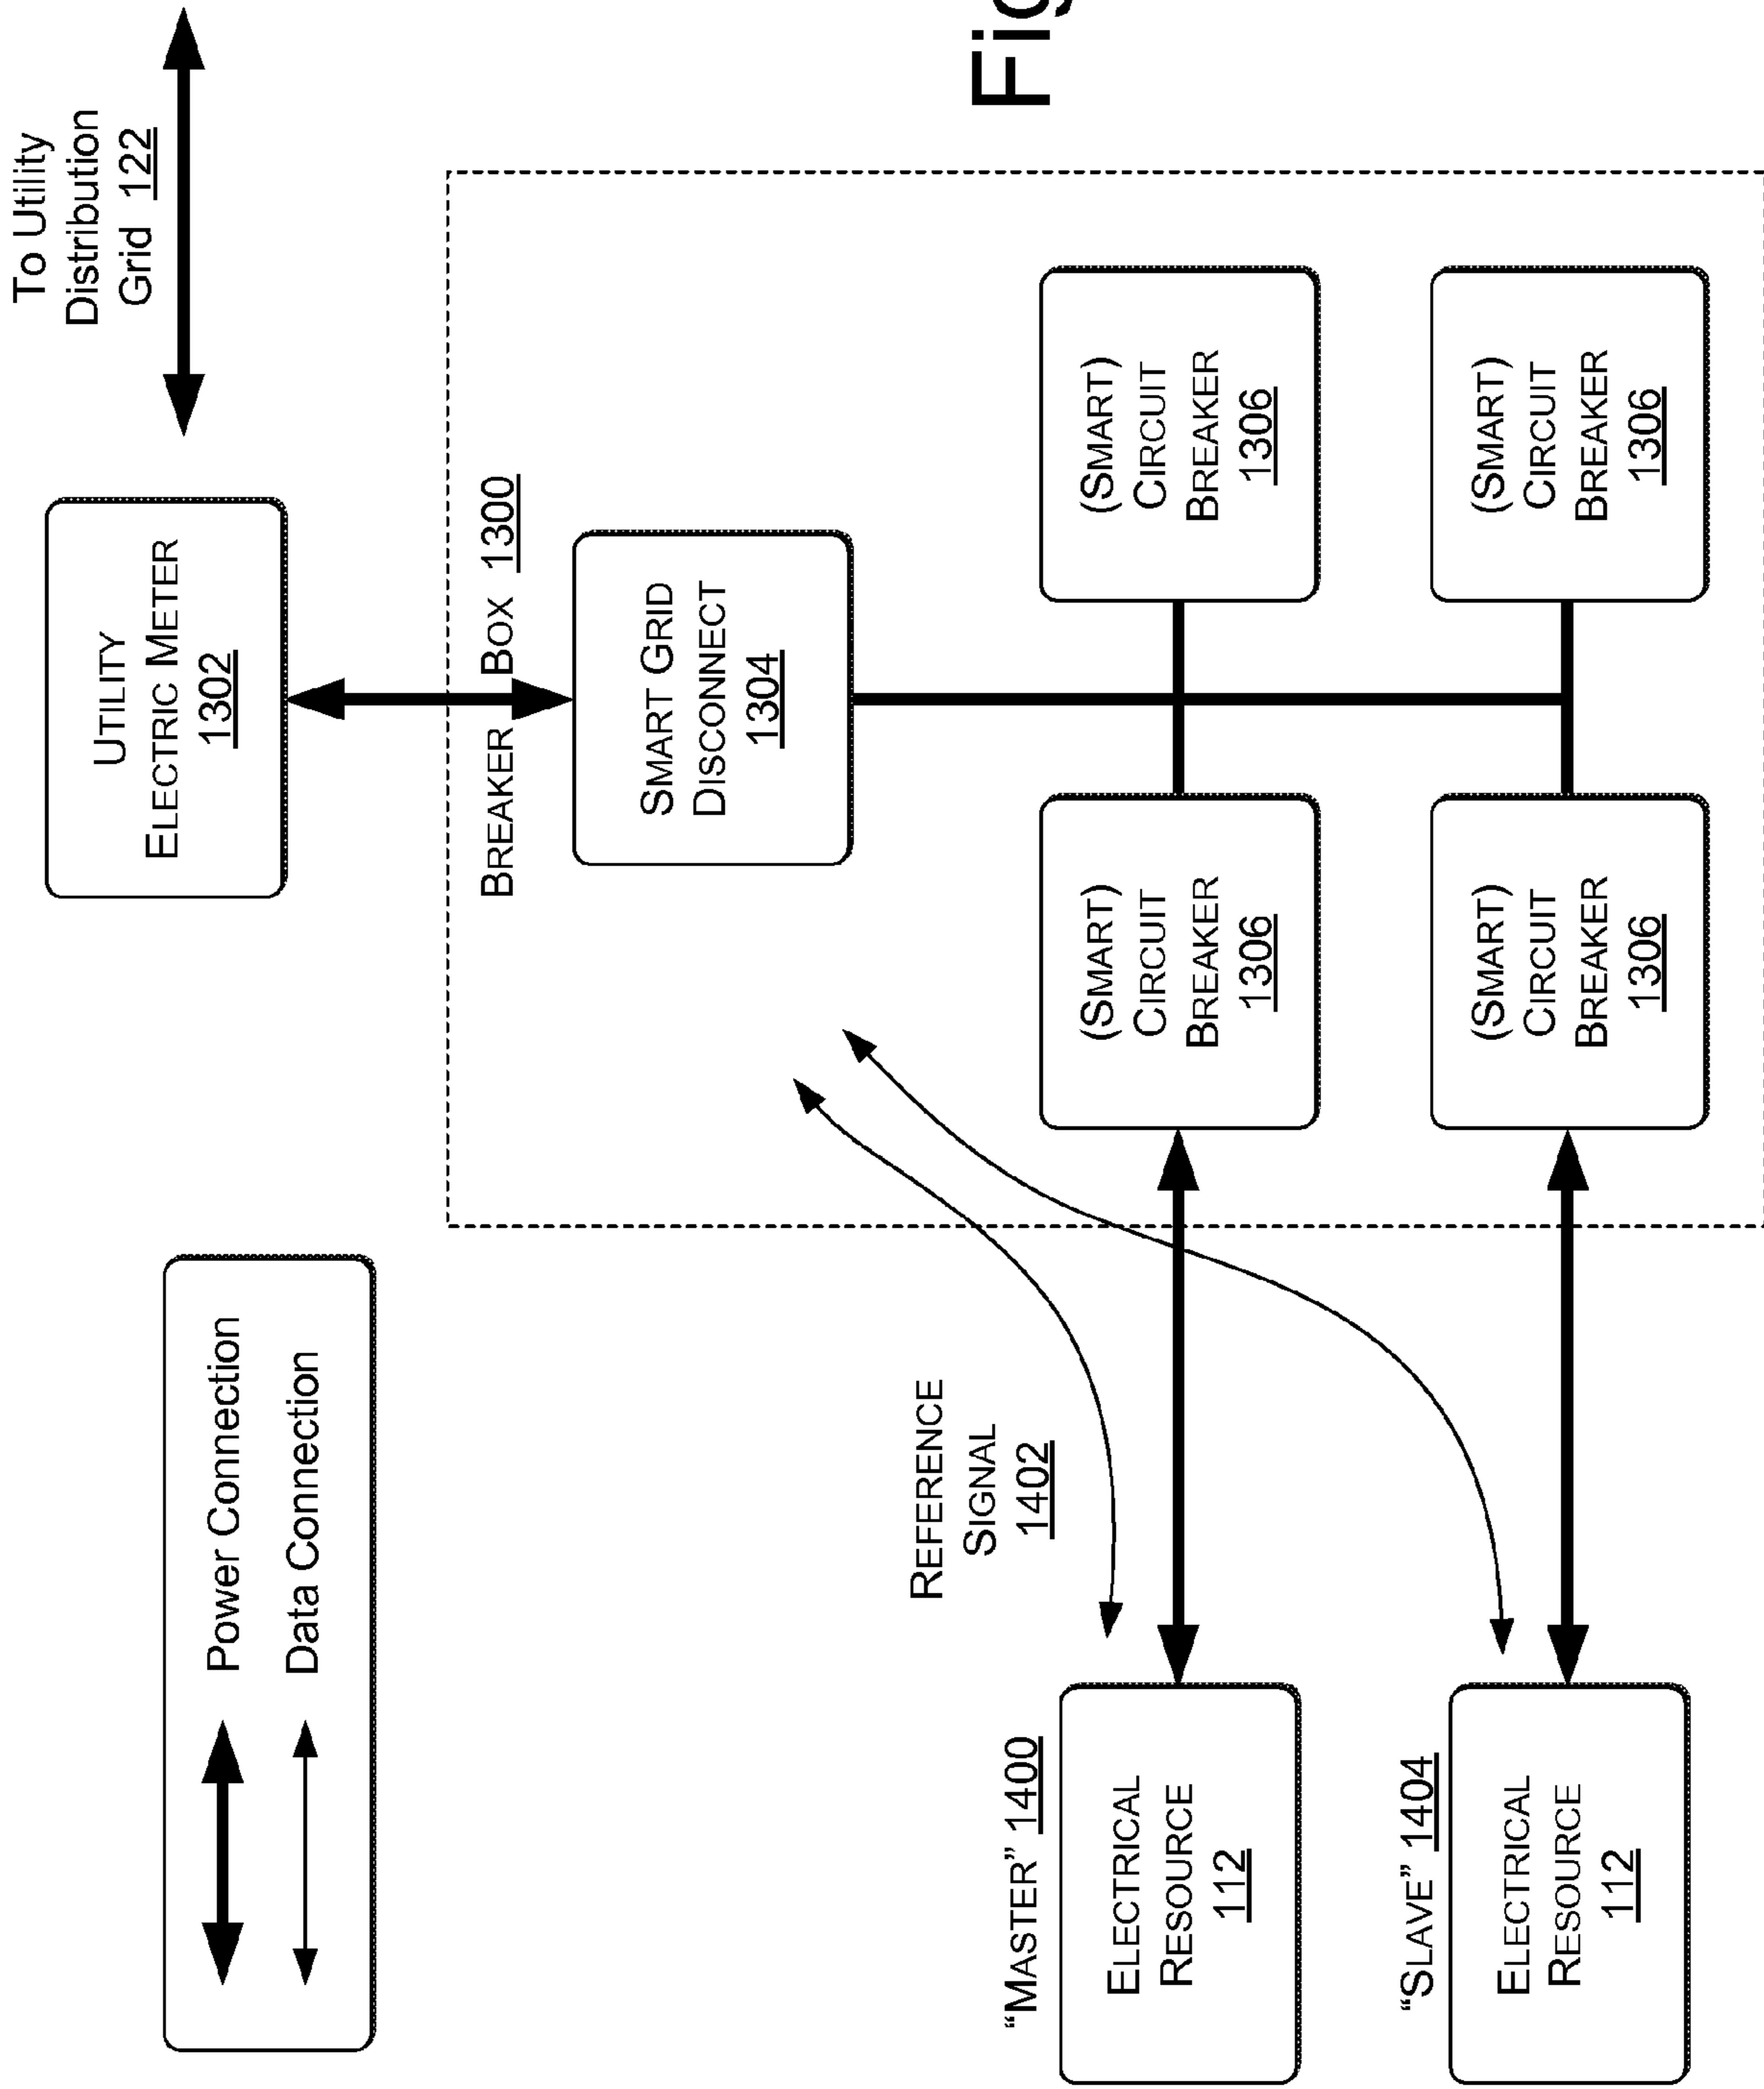 Power Connection
Data Connection
To Utility
Distribution
Grid 122
UTILITY
ELECTRIC METER
1302
BREAKER BOX 1300
SMART GRID
DISCONNECT
1304
REFERENCE
SIGNAL
1402
"MASTER" 1400
ELECTRICAL
RESOURCE
112
(SMART)
CIRCUIT
BREAKER
1306
(SMART)
CIRCUIT
BREAKER
1306
"SLAVE" 1404
ELECTRICAL
RESOURCE
112
(SMART)
CIRCUIT
BREAKER
1306
(SMART)
CIRCUIT
BREAKER
1306